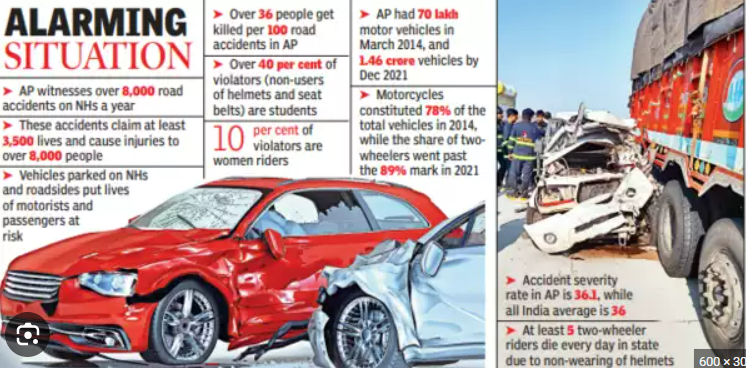 ALARMING
SITUATION
➤ AP witnesses over 8,000 road
accidents on NHs a year
➤ These accidents claim at least
3,500 lives and cause injuries to
over 8,000 people
➤ Vehicles parked on NHs
and roadsides put lives
of motorists and
passengers at
risk
➤ Over 36 people get
killed per 100 road
accidents in AP
➤ Over 40 per cent of
violators (non-users
of helmets and seat
belts) are students
10 per cent of
violators are
women riders
➤ AP had 70 lakh
motor vehicles in
March 2014, and
1.46 crore vehicles by
Dec 2021
➤ Motorcycles
constituted 78% of the
total vehicles in 2014,
while the share of two-
wheelers went past
the 89% mark in 2021
➤ Accident severity
rate in AP is 36.1, while
all India average is 36
➤ At least 5 two-wheeler
riders die every day in state
due to non-wearing of helmets
600 × 30